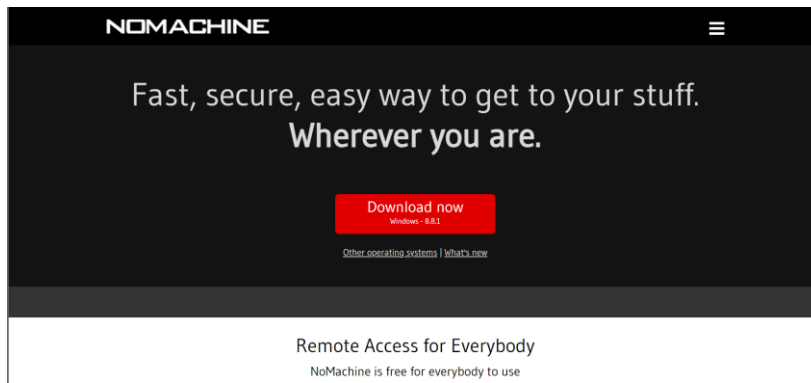 NOMACHINE
Fast, secure, easy way to get to your stuff.
Wherever you are.
Download now
Windows - 8.8.1
Other operating systems | What's new
Remote Access for Everybody
NoMachine is free for everybody to use